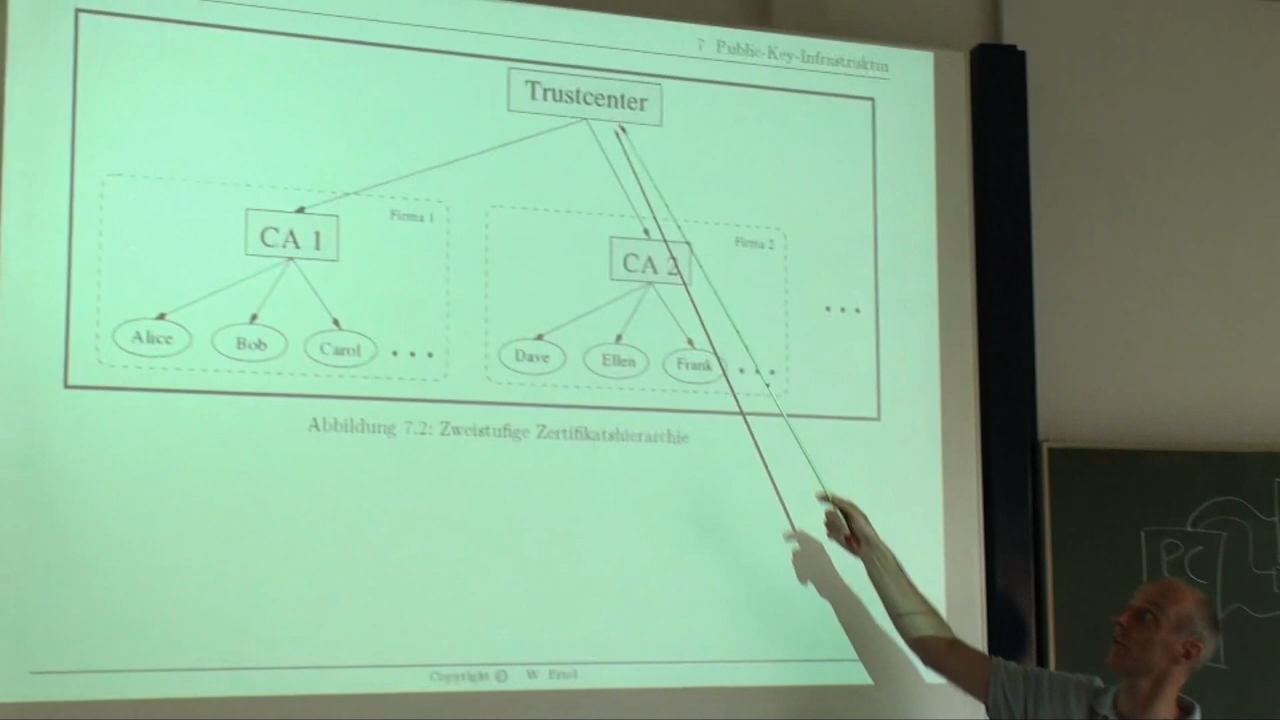 7 Public-Key-Infrastruktur
Trustcenter
Firma 1
CA 1
Firma 2
CA 2
Alice
Bob
Carol
Dave
Ellen
Frank
Abbildung 7.2: Zweistufige Zertifikatshierarchie
Copyright © W. Ertel
PC